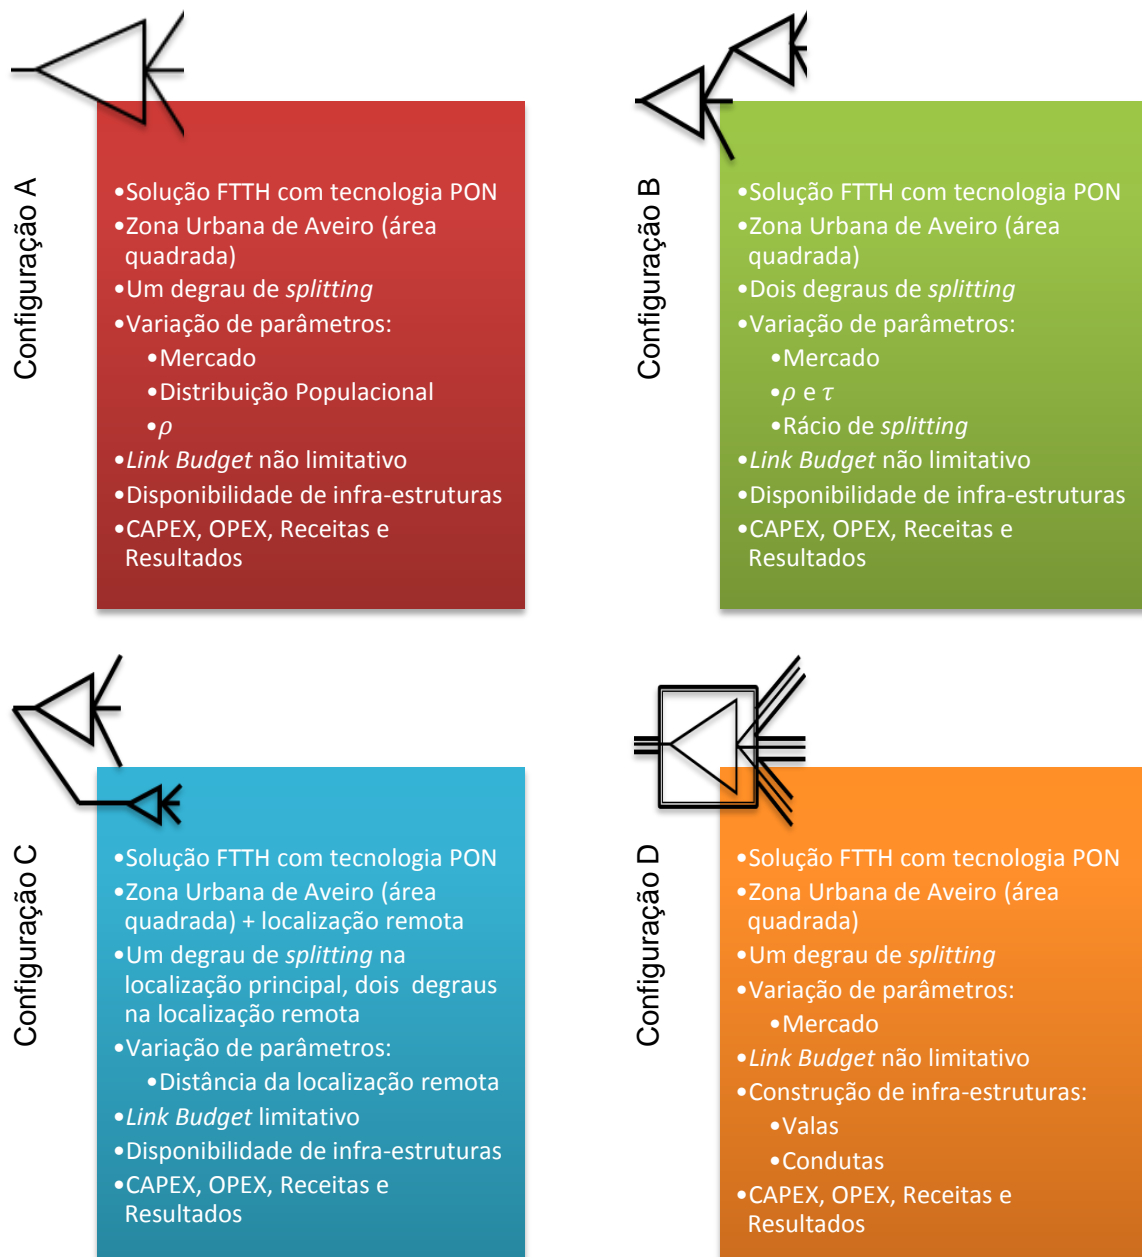 Configuração A
•Solução FTTH com tecnologia PON
•Zona Urbana de Aveiro (área
quadrada)
•Um degrau de splitting
•Variação de parâmetros:
•Mercado
•Distribuição Populacional
•ρ
•Link Budget não limitativo
•Disponibilidade de infra-estruturas
•CAPEX, OPEX, Receitas e
Resultados
Configuração B
•Solução FTTH com tecnologia PON
•Zona Urbana de Aveiro (área
quadrada)
•Dois degraus de splitting
•Variação de parâmetros:
•Mercado
•ρ e τ
•Rácio de splitting
•Link Budget não limitativo
•Disponibilidade de infra-estruturas
•CAPEX, OPEX, Receitas e
Resultados
Configuração C
•Solução FTTH com tecnologia PON
•Zona Urbana de Aveiro (área
quadrada) + localização remota
•Um degrau de splitting na
localização principal, dois degraus
na localização remota
•Variação de parâmetros:
•Distância da localização remota
•Link Budget limitativo
•Disponibilidade de infra-estruturas
•CAPEX, OPEX, Receitas e
Resultados
Configuração D
•Solução FTTH com tecnologia PON
•Zona Urbana de Aveiro (área
quadrada)
•Um degrau de splitting
•Variação de parâmetros:
•Mercado
•Link Budget não limitativo
•Construção de infra-estruturas:
•Valas
•Condutas
•CAPEX, OPEX, Receitas e
Resultados